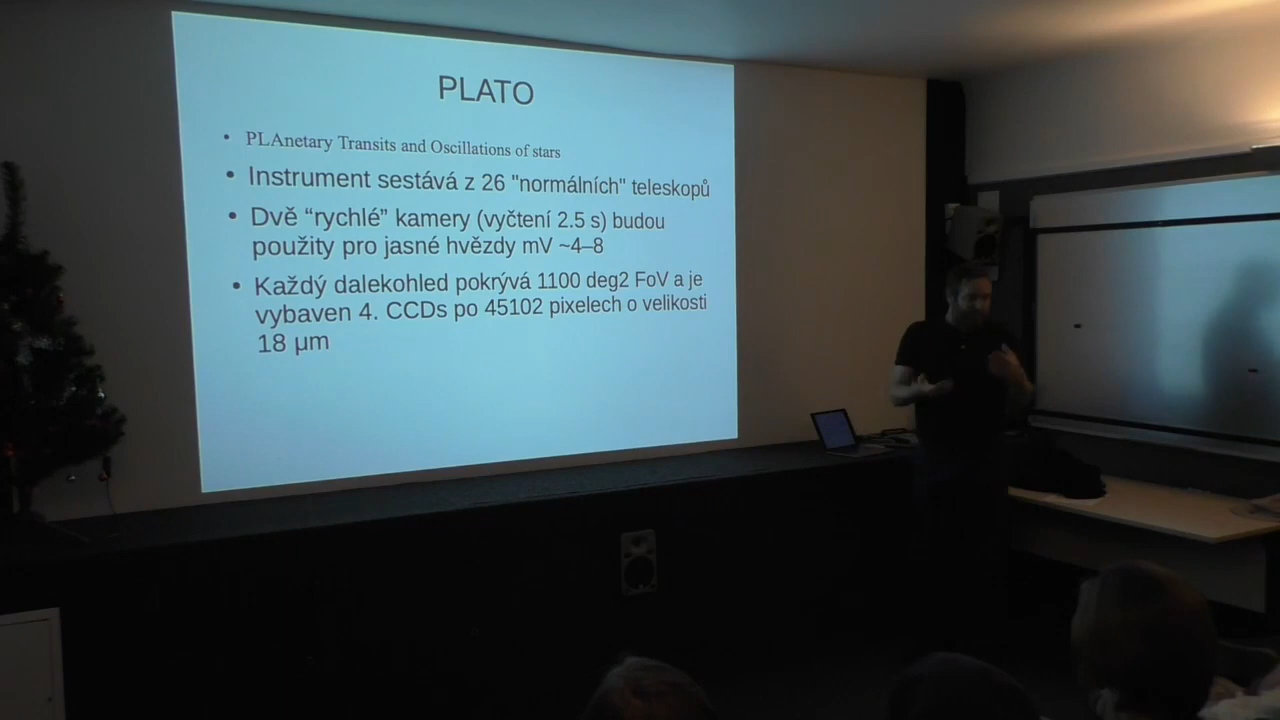 PLATO
• PLAnetary Transits and Oscillations of stars
• Instrument sestává z 26 "normálních" teleskopů
• Dvě “rychlé” kamery (vyčtení 2.5 s) budou
použity pro jasné hvězdy mV ~4–8
• Každý dalekohled pokrývá 1100 deg2 FoV a je
vybaven 4. CCDs po 45102 pixelech o velikosti
18 μm